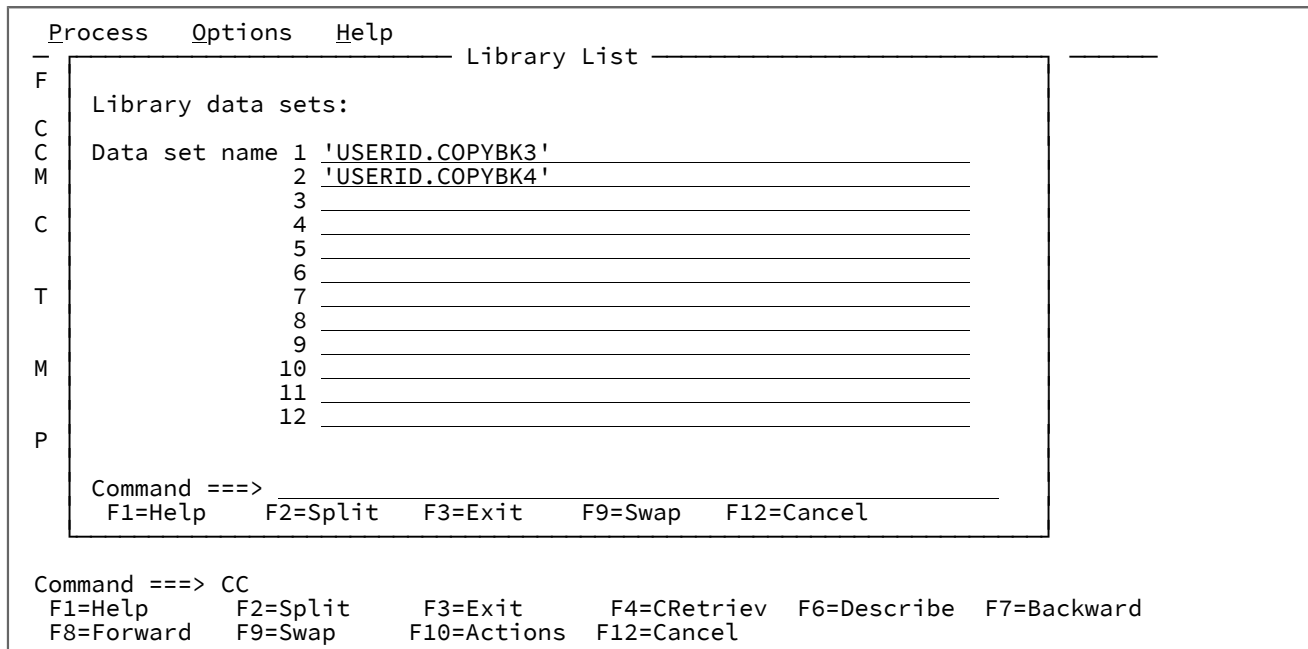 Process Options Help
Library List
F
Library data sets:
C
C Data set name 1 'USERID.COPYBK3'
M 2 'USERID.COPYBK4'
3
C 4
5
6
T 7
8
9
M 10
11
12
P
Command ===>
F1=Help F2=Split F3=Exit F9=Swap F12=Cancel
Command ===> CC
F1=Help F2=Split F3=Exit F4=CRetriev F6=Describe F7=Backward
F8=Forward F9=Swap F10=Actions F12=Cancel